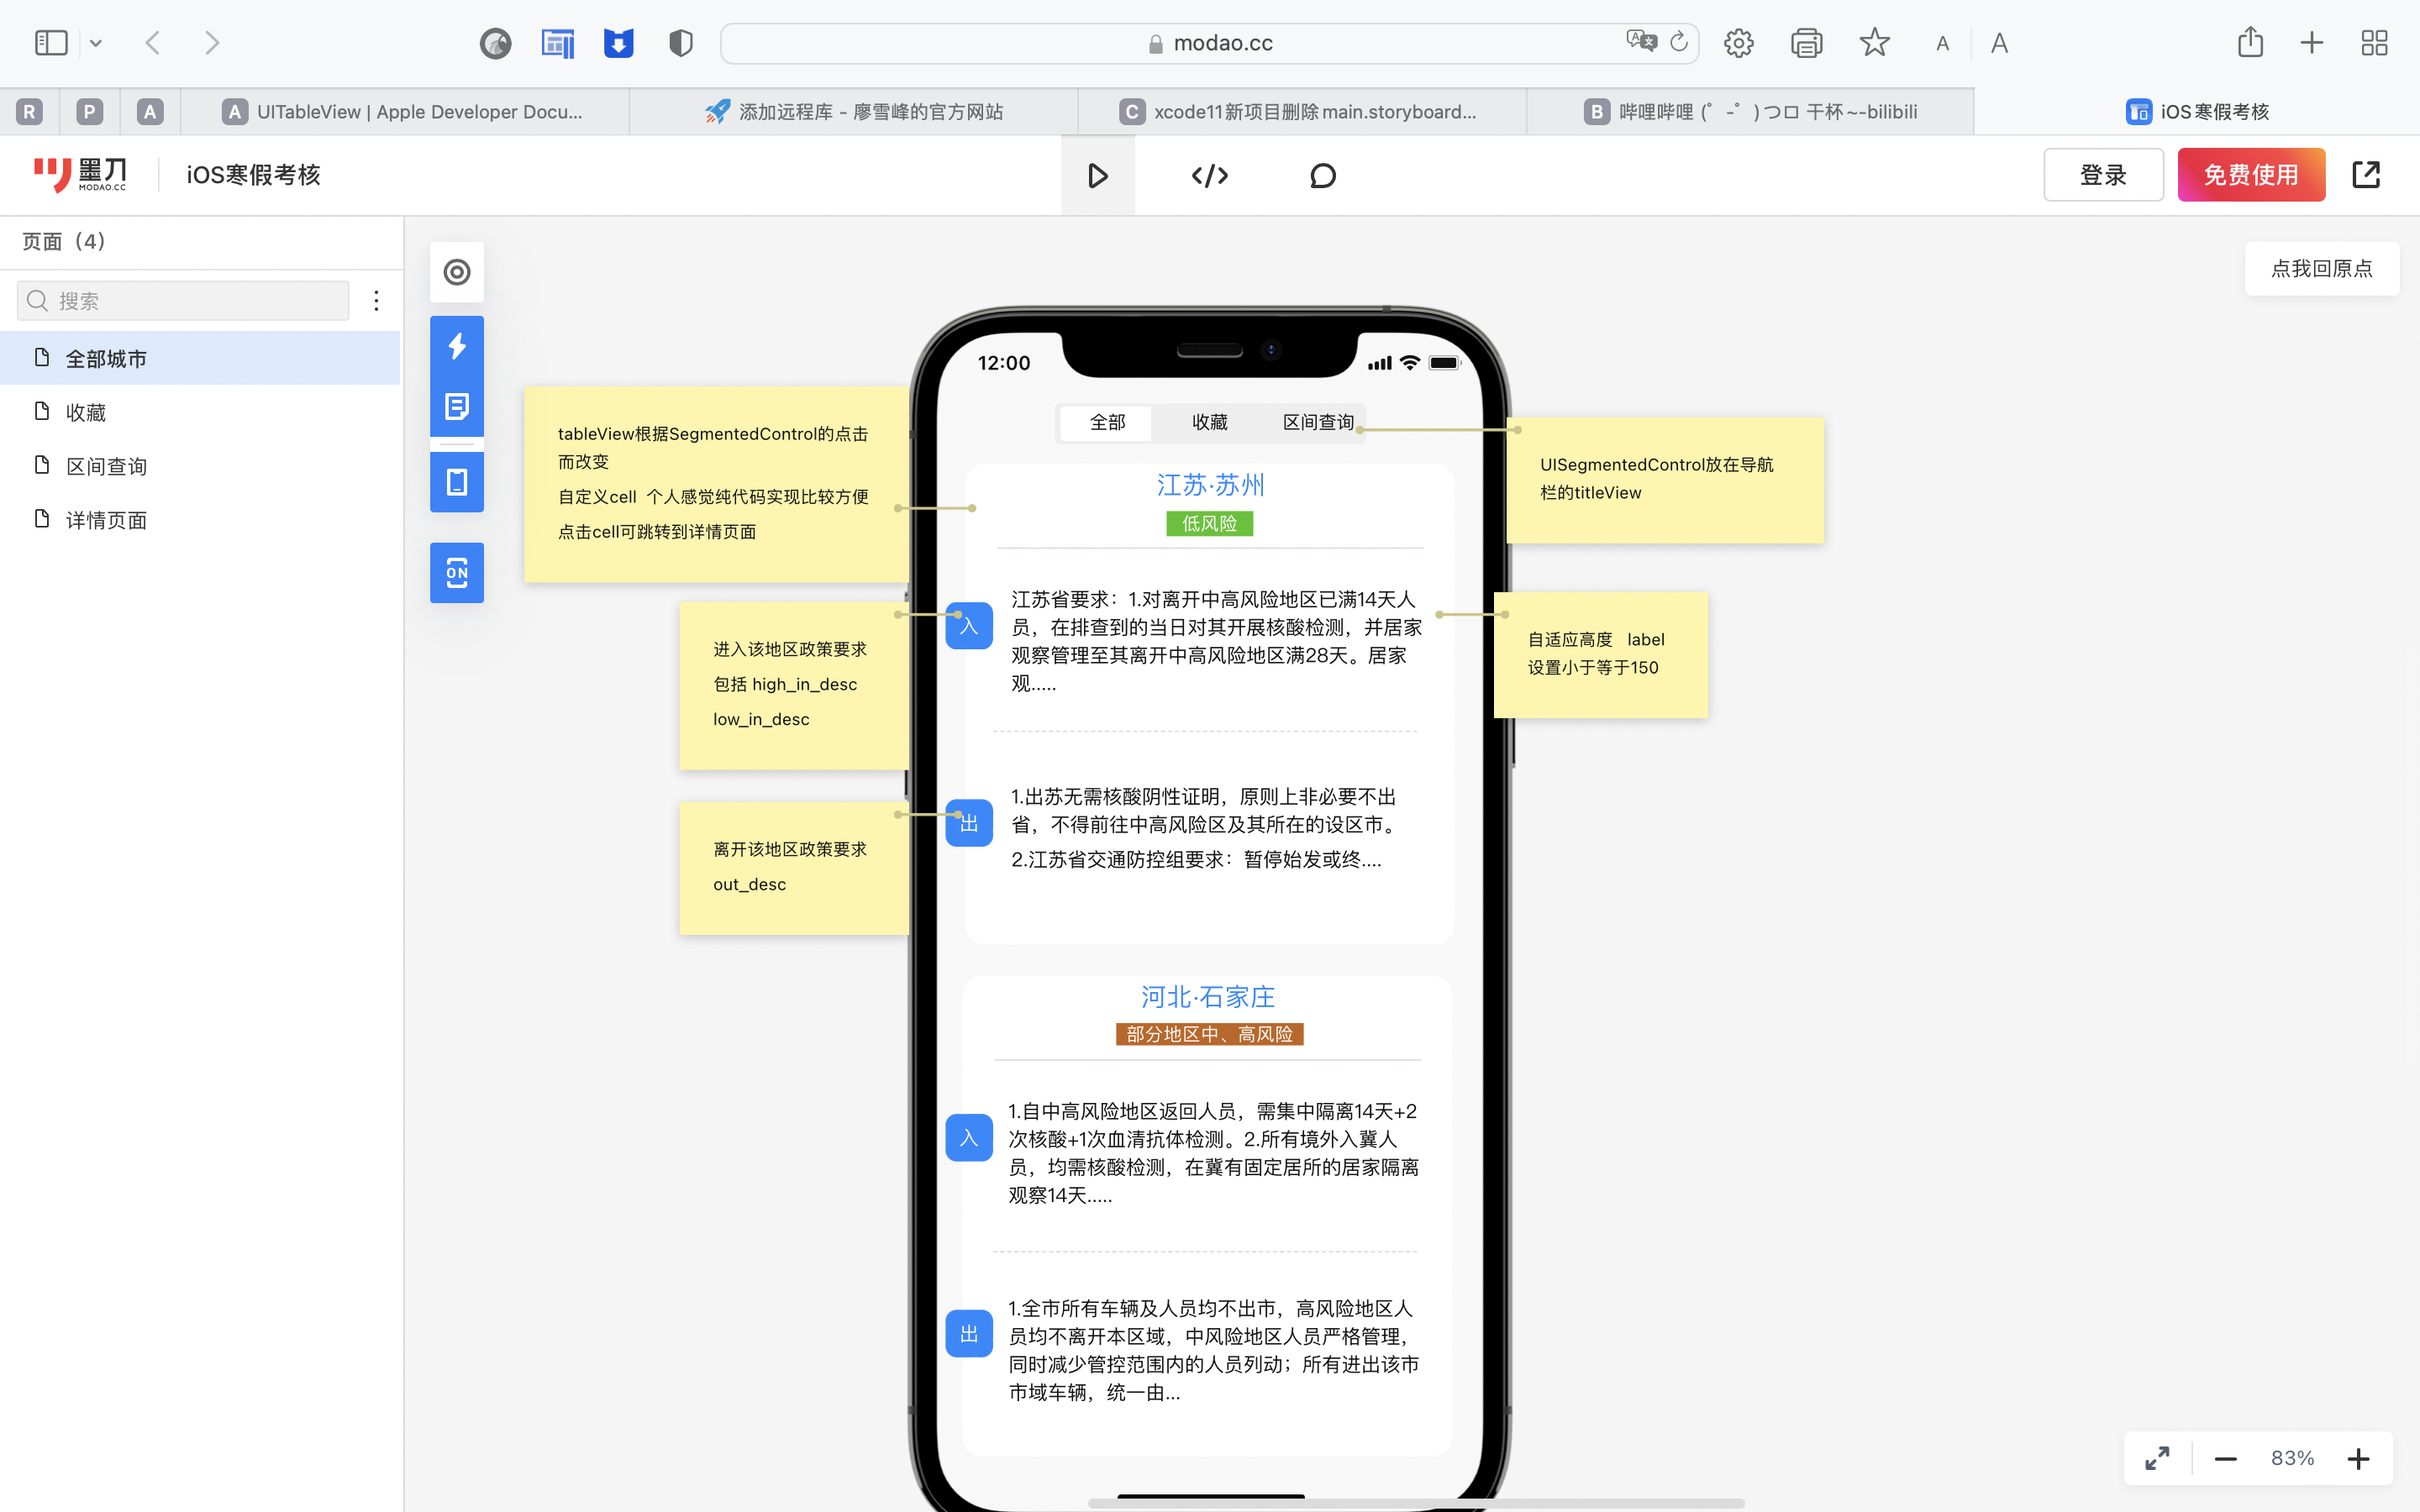 modao.cc
R
P
A
A UITableView | Apple Developer Docu...
添加远程库 - 廖雪峰的官方网站
C xcode11新项目删除main.storyboard...
B 哔哩哔哩 (゜-゜)つロ 干杯~-bilibili
iOS寒假考核
墨刀
MODAO.CC
iOS寒假考核
登录
免费使用
页面（4）
搜索
全部城市
收藏
区间查询
详情页面
ON
点我回原点
12:00
全部
收藏
区间查询
tableView根据SegmentedControl的点击
而改变
自定义cell 个人感觉纯代码实现比较方便
点击cell可跳转到详情页面
UISegmentedControl放在导航
栏的titleView
江苏·苏州
低风险
进入该地区政策要求
包括 high_in_desc
low_in_desc
入
江苏省要求：1.对离开中高风险地区已满14天人
员，在排查到的当日对其开展核酸检测，并居家
观察管理至其离开中高风险地区满28天。居家
观.....
自适应高度 label
设置小于等于150
离开该地区政策要求
out_desc
出
1.出苏无需核酸阴性证明，原则上非必要不出
省，不得前往中高风险区及其所在的设区市。
2.江苏省交通防控组要求：暂停始发或终....
河北·石家庄
部分地区中、高风险
入
1.自中高风险地区返回人员，需集中隔离14天+2
次核酸+1次血清抗体检测。2.所有境外入冀人
员，均需核酸检测，在冀有固定居所的居家隔离
观察14天.....
出
1.全市所有车辆及人员均不出市，高风险地区人
员均不离开本区域，中风险地区人员严格管理，
同时减少管控范围内的人员列动；所有进出该市
市域车辆，统一由...
83%